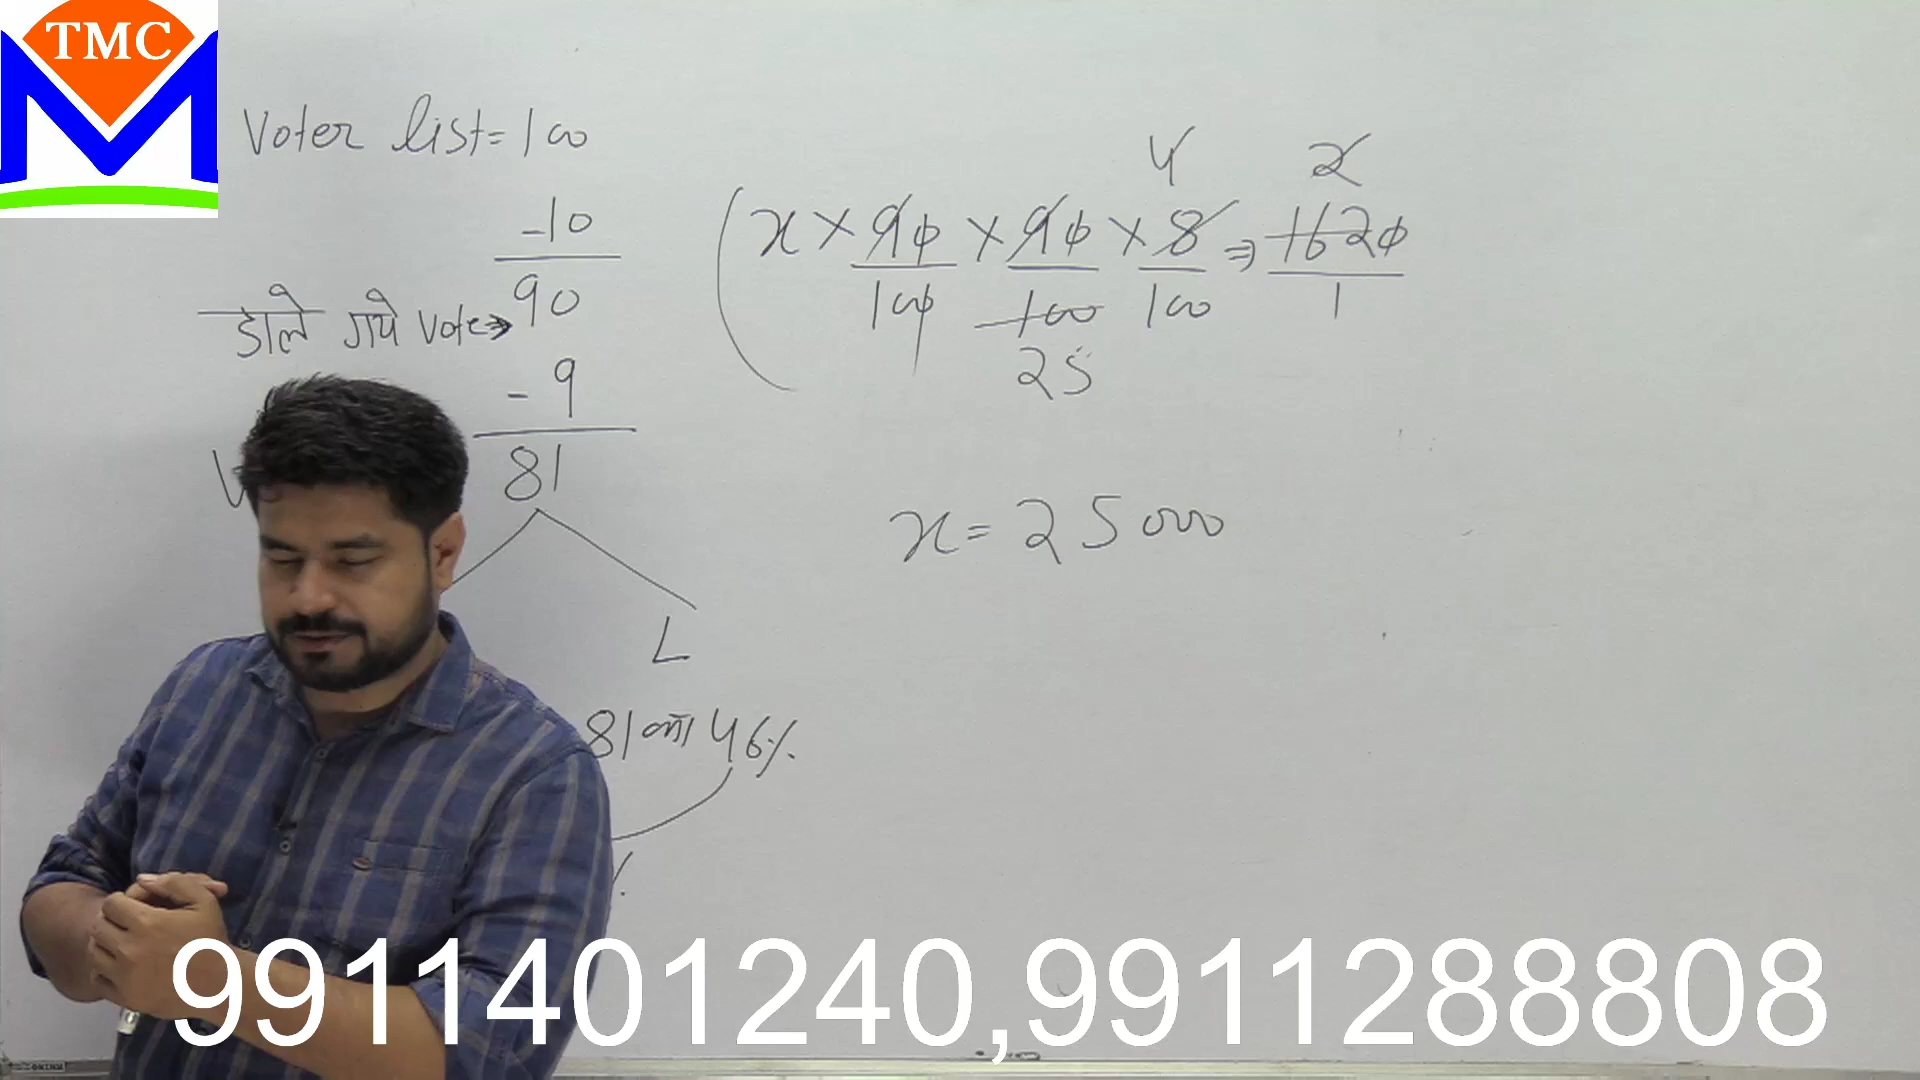 TMC
Voter list = 100
-10
90
डाले गये Vote ⇒
- 9
81
L
81 का 46%
%
x × 90/100 × 90/100 × 8/100 ⇒ 1620/1
4 2
25
x = 25000
9911401240,9911288808